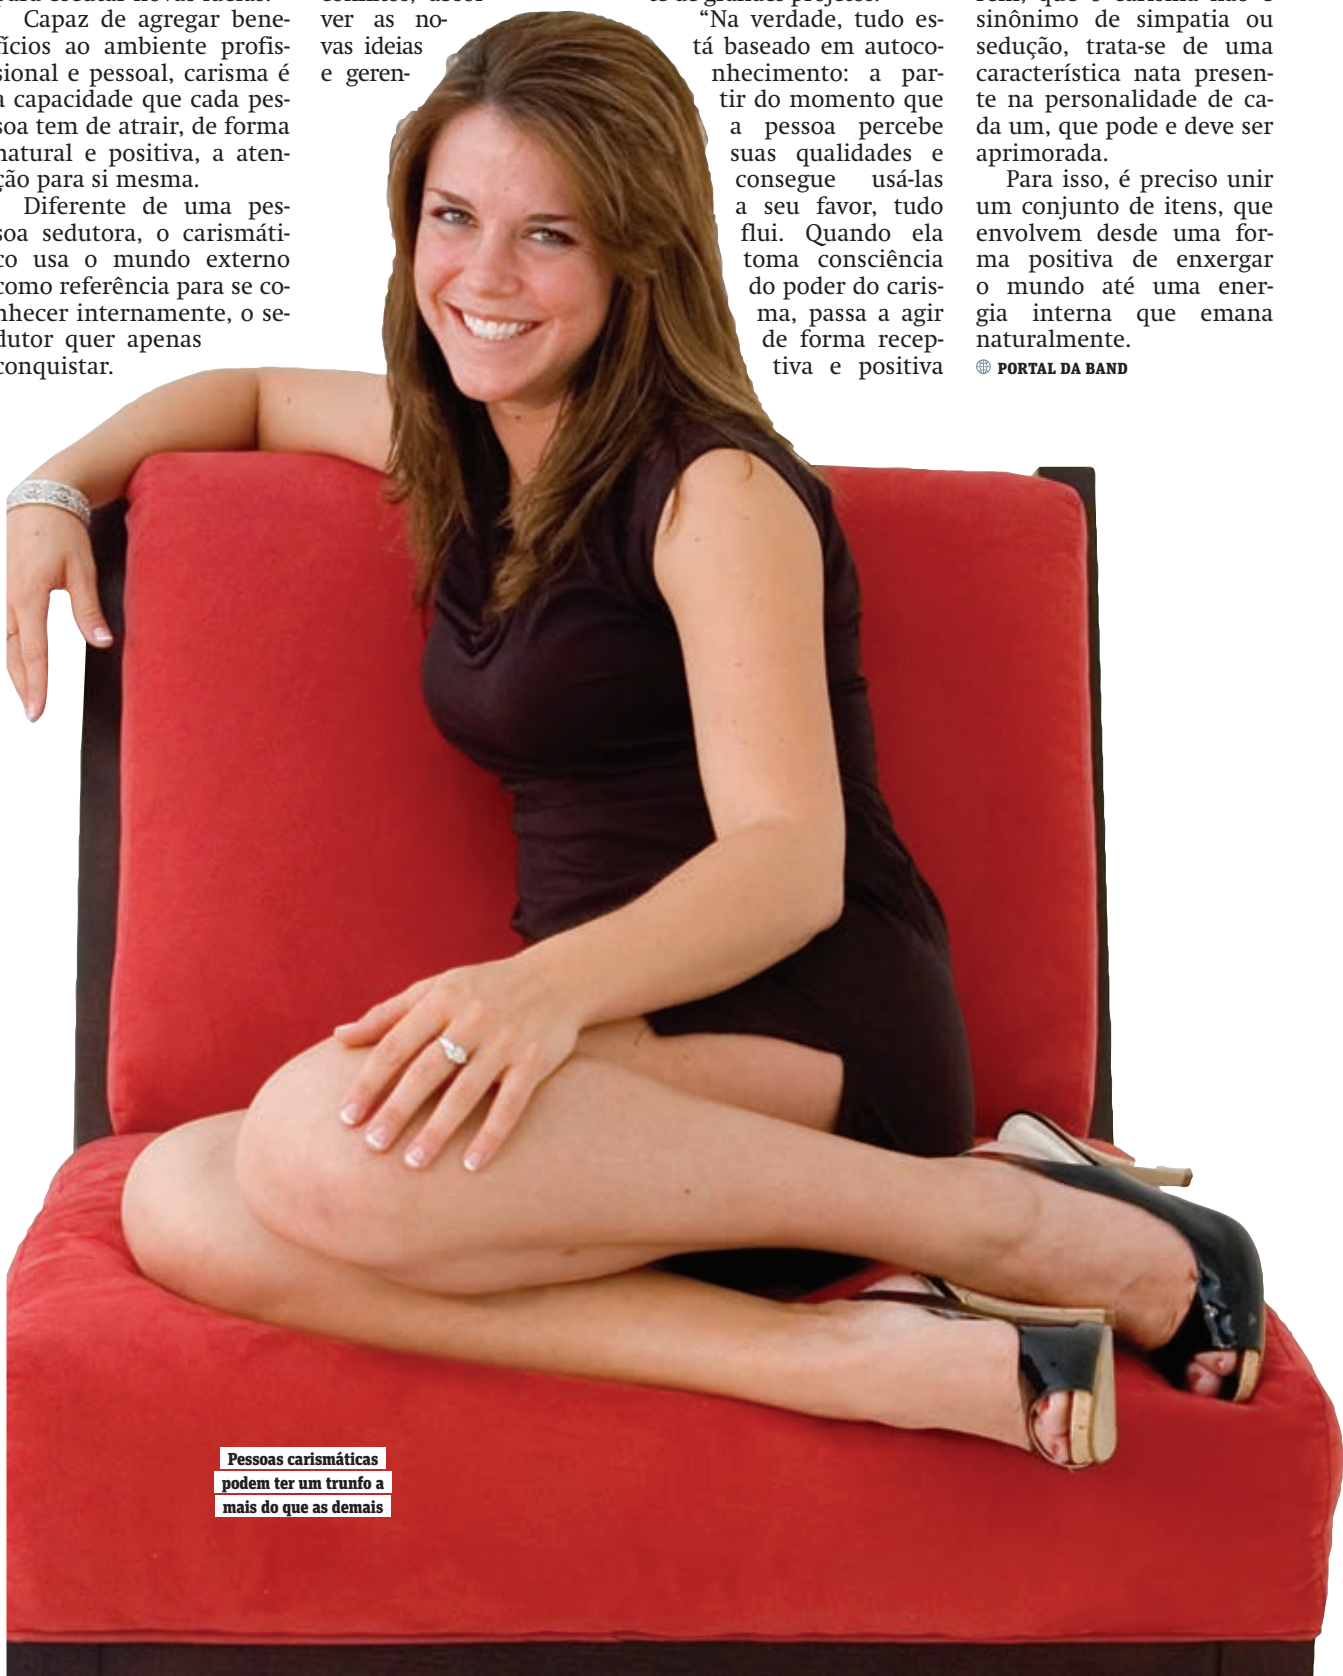 Capaz de agregar bene-
fícios ao ambiente profis-
sional e pessoal, carisma é
a capacidade que cada pes-
soa tem de atrair, de forma
natural e positiva, a aten-
ção para si mesma.
Diferente de uma pes-
soa sedutora, o carismáti-
co usa o mundo externo
como referência para se co-
nhecer internamente, o se-
dutor quer apenas
conquistar.
ver as no-
vas ideias
e geren-
te de grandes projetos.
“Na verdade, tudo es-
tá baseado em autoco-
nhecimento: a par-
tir do momento que
a pessoa percebe
suas qualidades e
consegue usá-las
a seu favor, tudo
flui. Quando ela
toma consciência
do poder do caris-
ma, passa a agir
de forma recep-
tiva e positiva
sinônimo de simpatia ou
sedução, trata-se de uma
característica nata presen-
te na personalidade de ca-
da um, que pode e deve ser
aprimorada.
Para isso, é preciso unir
um conjunto de itens, que
envolvem desde uma for-
ma positiva de enxergar
o mundo até uma ener-
gia interna que emana
naturalmente.
PORTAL DA BAND
Pessoas carismáticas
podem ter um trunfo a
mais do que as demais